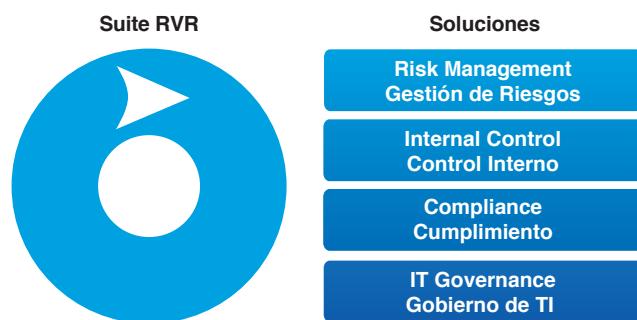 Suite RVR
Soluciones
Risk Management
Gestión de Riesgos
Internal Control
Control Interno
Compliance
Cumplimiento
IT Governance
Gobierno de TI